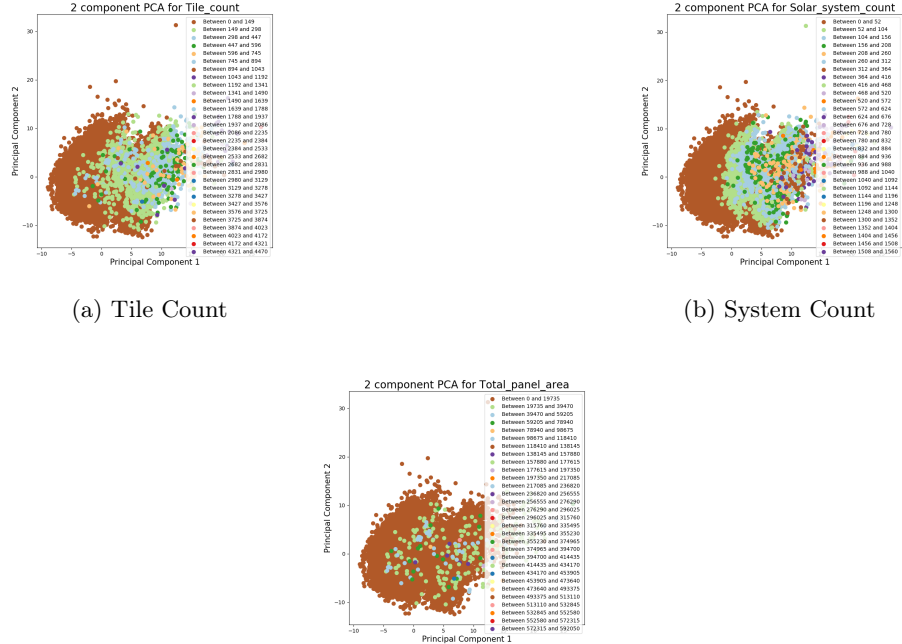 2 component PCA for Tile_count
30
20
10
0
−10
−10
−5
0
5
10
Principal Component 2
Principal Component 1
Between 0 and 149
Between 149 and 298
Between 298 and 447
Between 447 and 596
Between 596 and 745
Between 745 and 894
Between 894 and 1043
Between 1043 and 1192
Between 1192 and 1341
Between 1341 and 1490
Between 1490 and 1639
Between 1639 and 1788
Between 1788 and 1937
Between 1937 and 2086
Between 2086 and 2235
Between 2235 and 2384
Between 2384 and 2533
Between 2533 and 2682
Between 2682 and 2831
Between 2831 and 2980
Between 2980 and 3129
Between 3129 and 3278
Between 3278 and 3427
Between 3427 and 3576
Between 3576 and 3725
Between 3725 and 3874
Between 3874 and 4023
Between 4023 and 4172
Between 4172 and 4321
Between 4321 and 4470
(a) Tile Count
2 component PCA for Solar_system_count
30
20
10
0
−10
−10
−5
0
5
10
Principal Component 2
Principal Component 1
Between 0 and 52
Between 52 and 104
Between 104 and 156
Between 156 and 208
Between 208 and 260
Between 260 and 312
Between 312 and 364
Between 364 and 416
Between 416 and 468
Between 468 and 520
Between 520 and 572
Between 572 and 624
Between 624 and 676
Between 676 and 728
Between 728 and 780
Between 780 and 832
Between 832 and 884
Between 884 and 936
Between 936 and 988
Between 988 and 1040
Between 1040 and 1092
Between 1092 and 1144
Between 1144 and 1196
Between 1196 and 1248
Between 1248 and 1300
Between 1300 and 1352
Between 1352 and 1404
Between 1404 and 1456
Between 1456 and 1508
Between 1508 and 1560
(b) System Count
2 component PCA for Total_panel_area
30
20
10
0
−10
−10
−5
0
5
10
Principal Component 2
Principal Component 1
Between 0 and 19735
Between 19735 and 39470
Between 39470 and 59205
Between 59205 and 78940
Between 78940 and 98675
Between 98675 and 118410
Between 118410 and 138145
Between 138145 and 157880
Between 157880 and 177615
Between 177615 and 197350
Between 197350 and 217085
Between 217085 and 236820
Between 236820 and 256555
Between 256555 and 276290
Between 276290 and 296025
Between 296025 and 315760
Between 315760 and 335495
Between 335495 and 355230
Between 355230 and 374965
Between 374965 and 394700
Between 394700 and 414435
Between 414435 and 434170
Between 434170 and 453905
Between 453905 and 473640
Between 473640 and 493375
Between 493375 and 513110
Between 513110 and 532845
Between 532845 and 552580
Between 552580 and 572315
Between 572315 and 592050